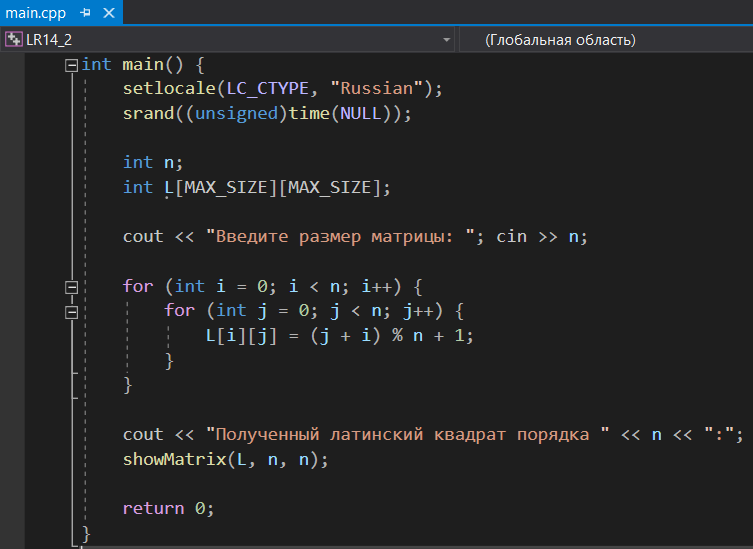 main.cpp
LR14_2 (Глобальная область)
int main() {
setlocale(LC_CTYPE, "Russian");
srand((unsigned)time(NULL));
int n;
int L[MAX_SIZE][MAX_SIZE];
cout << "Введите размер матрицы: "; cin >> n;
for (int i = 0; i < n; i++) {
for (int j = 0; j < n; j++) {
L[i][j] = (j + i) % n + 1;
}
}
cout << "Полученный латинский квадрат порядка " << n << ":";
showMatrix(L, n, n);
return 0;
}